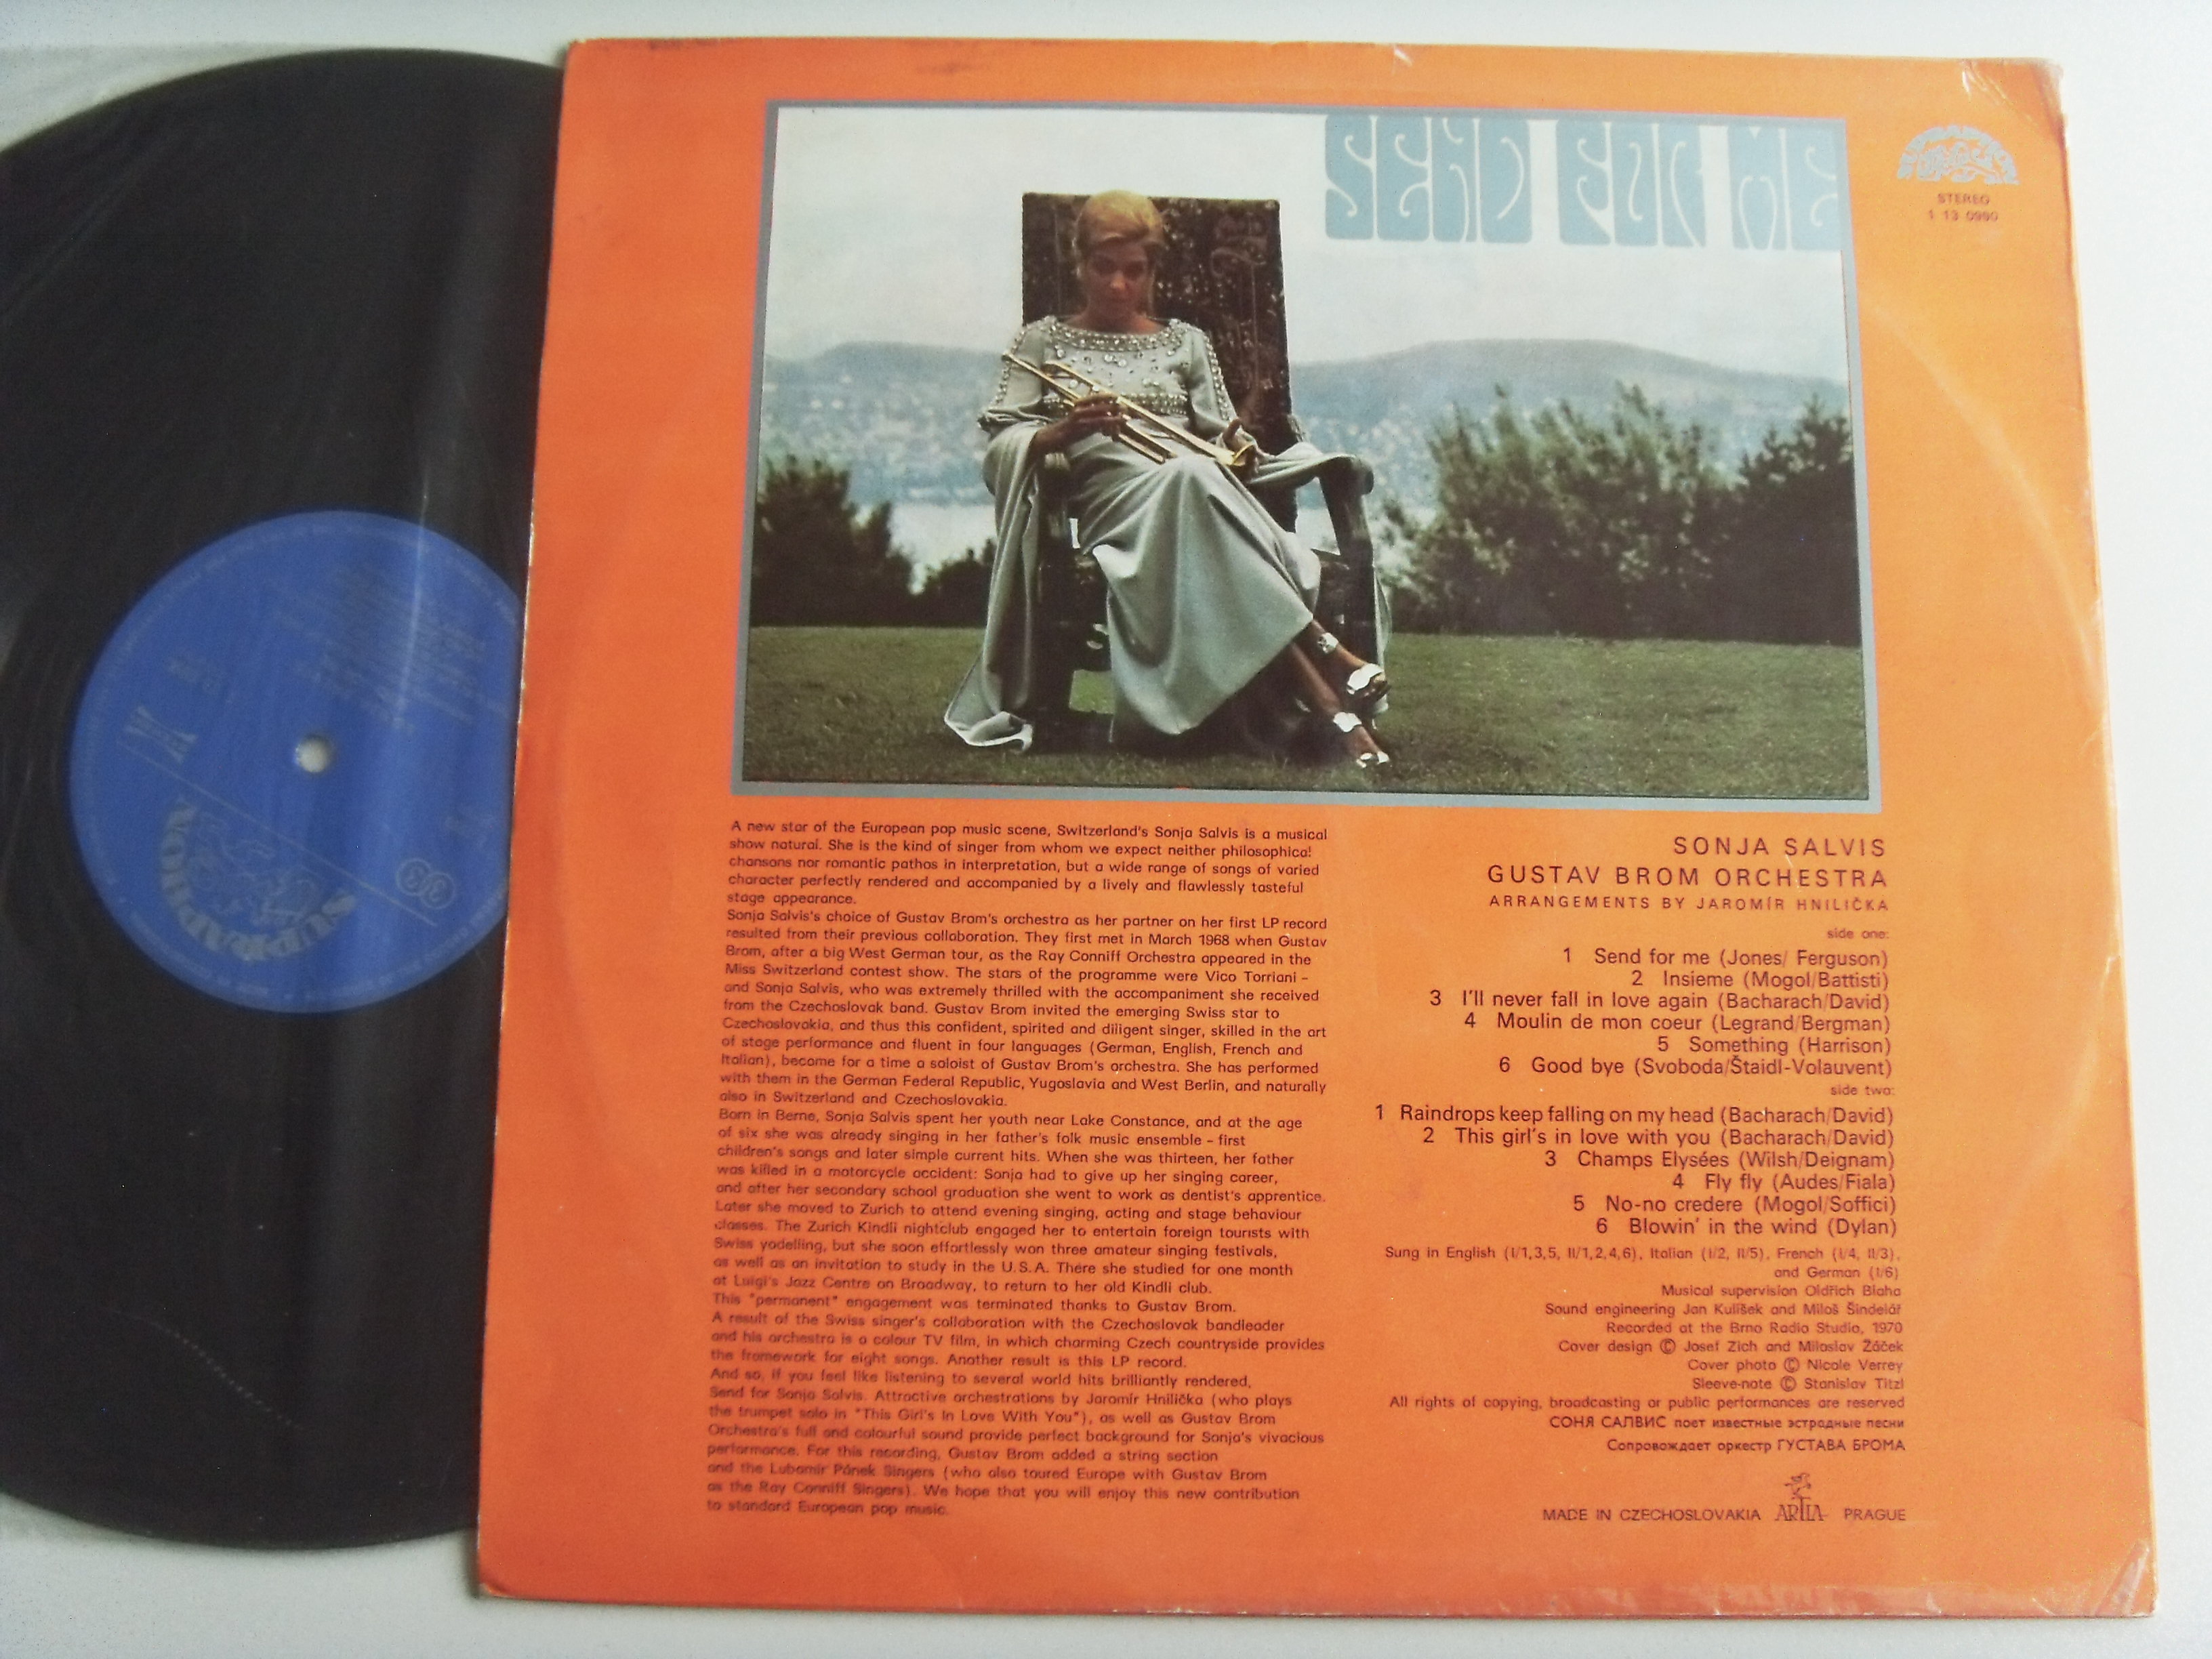 SEND FOR ME
STEREO
1 13 0990
A new star of the European pop music scene, Switzerland's Sonja Salvis is a musical
show natural. She is the kind of singer from whom we expect neither philosophical
chansons nor romantic pathos in interpretation, but a wide range of songs of varied
character perfectly rendered and accompanied by a lively and flawlessly tasteful
stage appearance.
Sonja Salvis's choice of Gustav Brom's orchestra as her partner on her first LP record
resulted from their previous collaboration. They first met in March 1968 when Gustav
Brom, after a big West German tour, as the Ray Conniff Orchestra appeared in the
Miss Switzerland contest show. The stars of the programme were Vico Torriani –
and Sonja Salvis, who was extremely thrilled with the accompaniment she received
from the Czechoslovak band. Gustav Brom invited the emerging Swiss star to
Czechoslovakia, and thus this confident, spirited and diligent singer, skilled in the art
of stage performance and fluent in four languages (German, English, French and
Italian), become for a time a soloist of Gustav Brom's orchestra. She has performed
with them in the German Federal Republic, Yugoslavia and West Berlin, and naturally
also in Switzerland and Czechoslovakia.
Born in Berne, Sonja Salvis spent her youth near Lake Constance, and at the age
of six she was already singing in her father's folk music ensemble – first
children's songs and later simple current hits. When she was thirteen, her father
was killed in a motorcycle accident: Sonja had to give up her singing career,
and after her secondary school graduation she went to work as dentist's apprentice.
Later she moved to Zurich to attend evening singing, acting and stage behaviour
classes. The Zurich Kindli nightclub engaged her to entertain foreign tourists with
Swiss yodelling, but she soon effortlessly won three amateur singing festivals,
as well as an invitation to study in the U.S.A. There she studied for one month
at Luigi's Jazz Centre on Broadway, to return to her old Kindli club.
This "permanent" engagement was terminated thanks to Gustav Brom.
A result of the Swiss singer's collaboration with the Czechoslovak bandleader
and his orchestra is a colour TV film, in which charming Czech countryside provides
the framework for eight songs. Another result is this LP record.
And so, if you feel like listening to several world hits brilliantly rendered,
Send for Sonja Salvis. Attractive orchestrations by Jaromír Hnilička (who plays
the trumpet solo in "This Girl's In Love With You"), as well as Gustav Brom
Orchestra's full and colourful sound provide perfect background for Sonja's vivacious
performance. For this recording, Gustav Brom added a string section
and the Lubomír Pánek Singers (who also toured Europe with Gustav Brom
as the Ray Conniff Singers). We hope that you will enjoy this new contribution
to standard European pop music.
SONJA SALVIS
GUSTAV BROM ORCHESTRA
ARRANGEMENTS BY JAROMÍR HNILIČKA
side one:
1 Send for me (Jones/ Ferguson)
2 Insieme (Mogol/Battisti)
3 I'll never fall in love again (Bacharach/David)
4 Moulin de mon coeur (Legrand/Bergman)
5 Something (Harrison)
6 Good bye (Svoboda/Štaidl-Volauvent)
side two:
1 Raindrops keep falling on my head (Bacharach/David)
2 This girl's in love with you (Bacharach/David)
3 Champs Elysées (Wilsh/Deignam)
4 Fly fly (Audes/Fiala)
5 No-no credere (Mogol/Soffici)
6 Blowin' in the wind (Dylan)
Sung in English (I/1,3,5, II/1,2,4,6), Italian (I/2, II/5), French (I/4, II/3),
and German (I/6)
Musical supervision Oldřich Blaha
Sound engineering Jan Kulíšek and Miloš Šindelář
Recorded at the Brno Radio Studio, 1970
Cover design © Josef Zich and Miloslav Žáček
Cover photo © Nicole Verrey
Sleeve-note © Stanislav Titzl
All rights of copying, broadcasting or public performances are reserved
СОНЯ САЛВИС поет известные эстрадные песни
Сопровождает оркестр ГУСТАВА БРОМА
MADE IN CZECHOSLOVAKIA ARTIA PRAGUE
SUPRAPHON
33